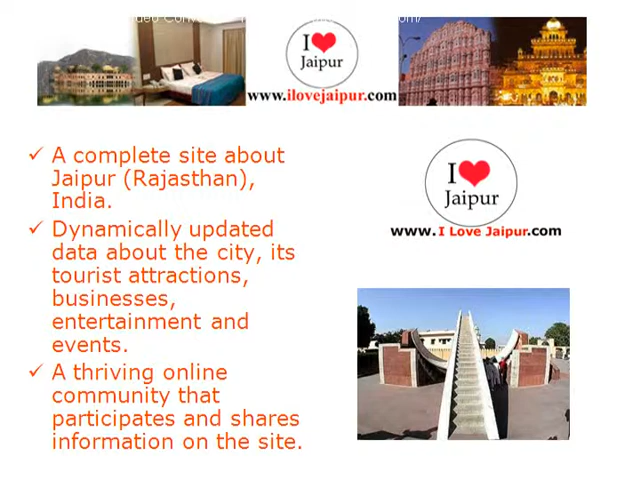 I
Jaipur
www.ilovejaipur.com
✓ A complete site about
Jaipur (Rajasthan),
India.
✓ Dynamically updated
data about the city, its
tourist attractions,
businesses,
entertainment and
events.
✓ A thriving online
community that
participates and shares
information on the site.
I
Jaipur
www.I Love Jaipur.com